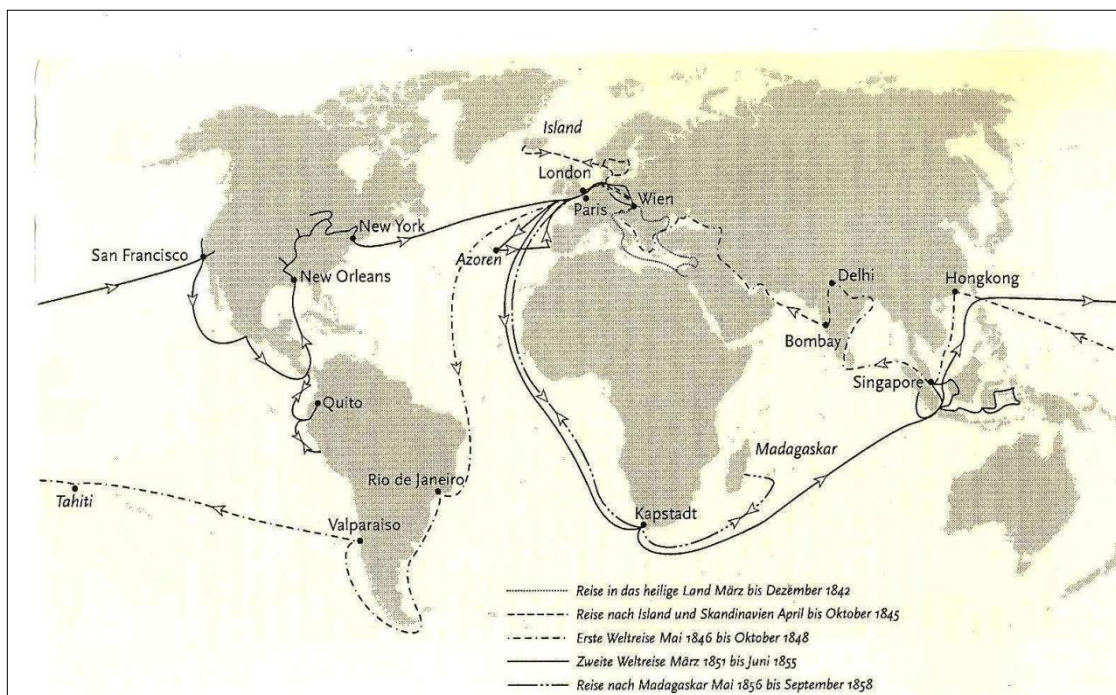 Island
London
Wien
Paris
New York
San Francisco
Azoren
New Orleans
Delhi
Hongkong
Bombay
Singapore
Quito
Madagaskar
Rio de Janeiro
Tahiti
Valparaiso
Kapstadt
Reise in das heilige Land März bis Dezember 1842
Reise nach Island und Skandinavien April bis Oktober 1845
Erste Weltreise Mai 1846 bis Oktober 1848
Zweite Weltreise März 1851 bis Juni 1855
Reise nach Madagaskar Mai 1856 bis September 1858